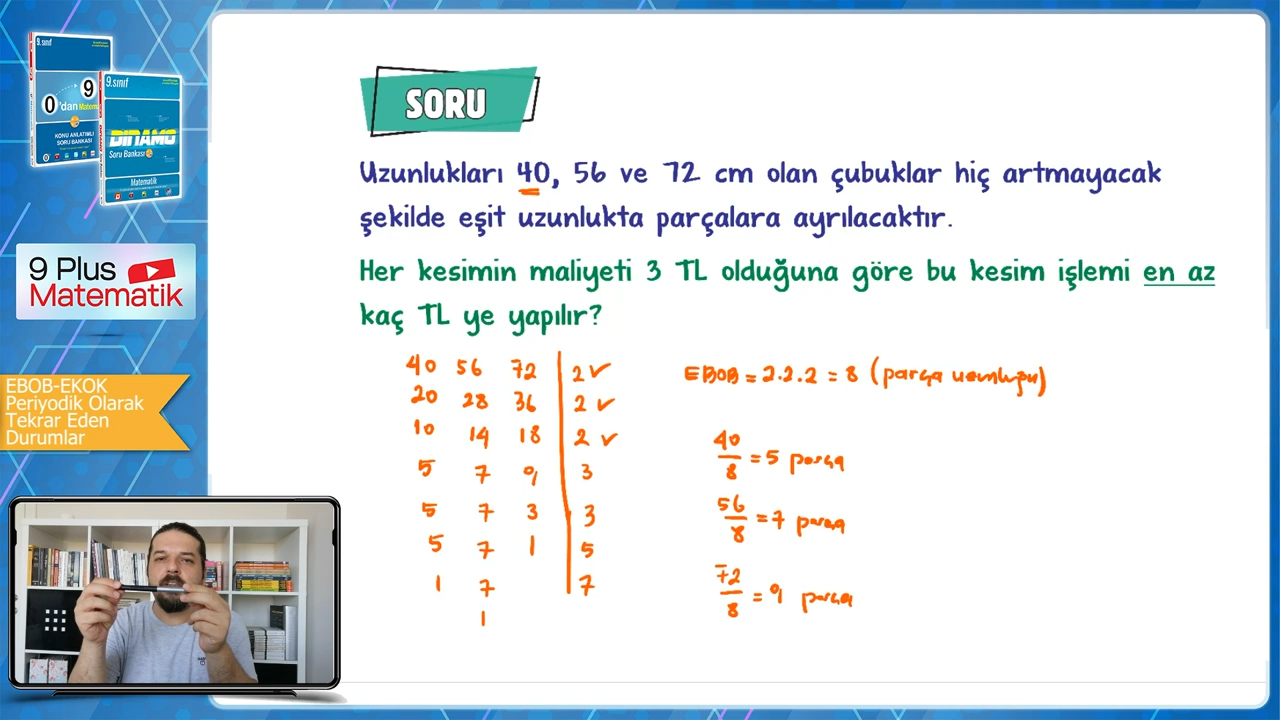 9.sınıf
0'dan 9
Matematik
KONU ANLATIMLI
SORU BANKASI
9.sınıf
DİNAMO
Soru Bankası
Matematik
9 Plus
Matematik
EBOB-EKOK
Periyodik Olarak
Tekrar Eden
Durumlar
SORU
Uzunlukları 40, 56 ve 72 cm olan çubuklar hiç artmayacak
şekilde eşit uzunlukta parçalara ayrılacaktır.
Her kesimin maliyeti 3 TL olduğuna göre bu kesim işlemi en az
kaç TL ye yapılır?
40 56 72 2 ✓
20 28 36 2 ✓
10 14 18 2 ✓
5 7 9 3
5 7 3 3
5 7 1 5
1 7 7
1
EBOB = 2.2.2 = 8 (parça uzunluğu)
40/8 = 5 parça
56/8 = 7 parça
72/8 = 9 parça